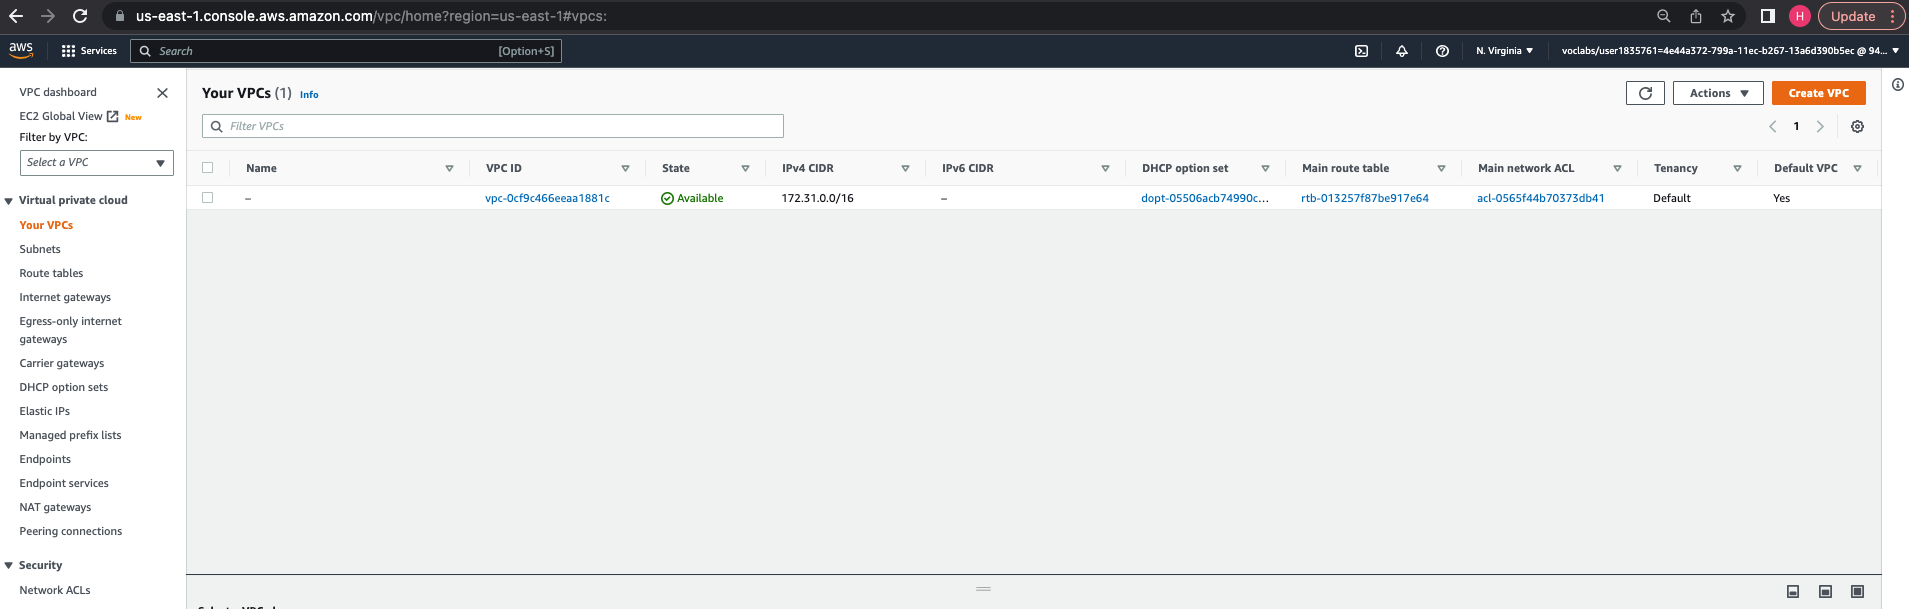 us-east-1.console.aws.amazon.com/vpc/home?region=us-east-1#vpcs:
H
Update
aws
Services
Search
[Option+S]
N. Virginia
voclabs/user1835761=4e44a372-799a-11ec-b267-13a6d390b5ec @ 94...
VPC dashboard
EC2 Global View New
Filter by VPC:
Select a VPC
Virtual private cloud
Your VPCs
Subnets
Route tables
Internet gateways
Egress-only internet
gateways
Carrier gateways
DHCP option sets
Elastic IPs
Managed prefix lists
Endpoints
Endpoint services
NAT gateways
Peering connections
Security
Network ACLs
Your VPCs (1) Info
Actions
Create VPC
Filter VPCs
1
Name VPC ID State IPv4 CIDR IPv6 CIDR DHCP option set Main route table Main network ACL Tenancy Default VPC
– vpc-0cf9c466eeaa1881c Available 172.31.0.0/16 – dopt-05506acb74990c... rtb-013257f87be917e64 acl-0565f44b70373db41 Default Yes